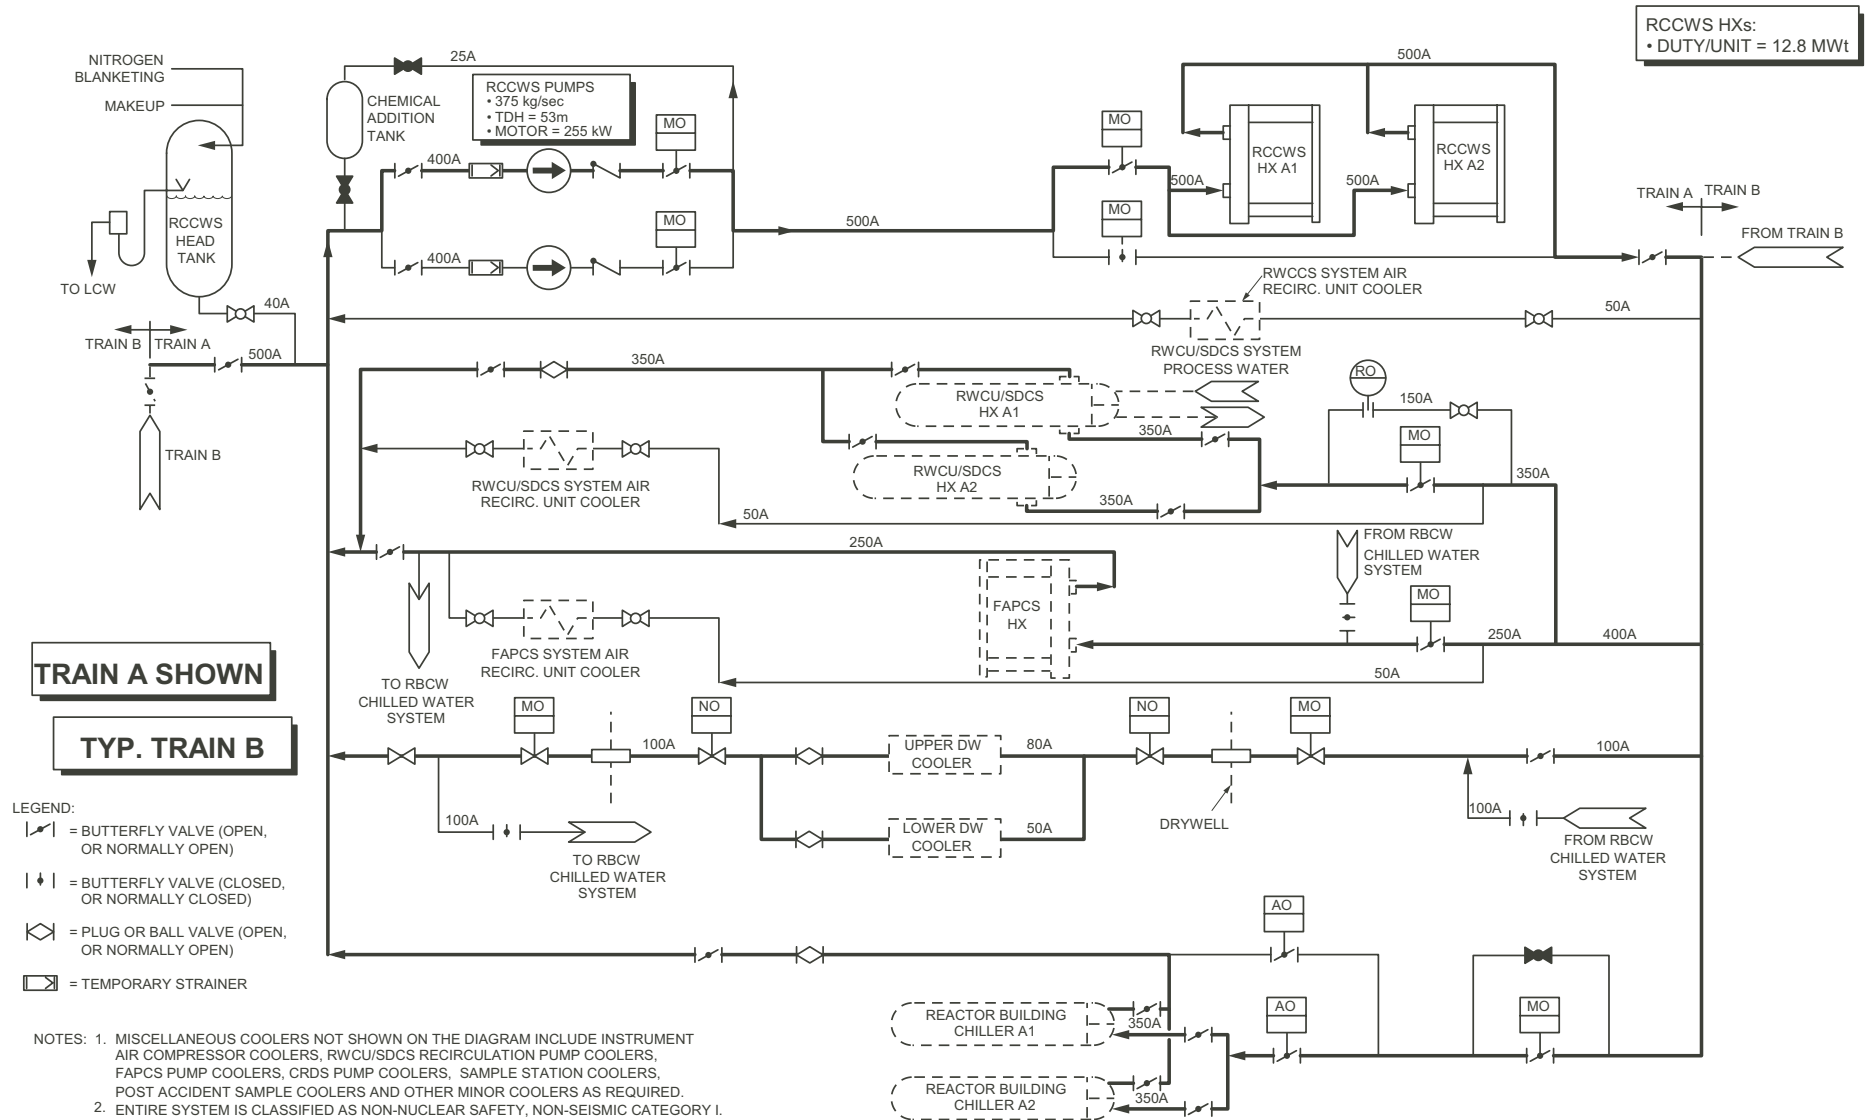 RCCWS HXs:
• DUTY/UNIT = 12.8 MWt
NITROGEN
BLANKETING
MAKEUP
25A
CHEMICAL
ADDITION
TANK
RCCWS PUMPS
• 375 kg/sec
• TDH = 53m
• MOTOR = 255 kW
MO
400A
MO
400A
500A
RCCWS
HEAD
TANK
TO LCW
40A
TRAIN B
TRAIN A
500A
TRAIN B
500A
MO
500A
MO
RCCWS
HX A1
500A
RCCWS
HX A2
TRAIN A
TRAIN B
FROM TRAIN B
RWCCS SYSTEM AIR
RECIRC. UNIT COOLER
50A
350A
RWCU/SDCS SYSTEM
PROCESS WATER
RWCU/SDCS
HX A1
350A
RO
150A
MO
350A
RWCU/SDCS SYSTEM AIR
RECIRC. UNIT COOLER
RWCU/SDCS
HX A2
350A
50A
250A
FROM RBCW
CHILLED WATER
SYSTEM
FAPCS
HX
MO
250A
400A
FAPCS SYSTEM AIR
RECIRC. UNIT COOLER
50A
TO RBCW
CHILLED WATER
SYSTEM
TRAIN A SHOWN
TYP. TRAIN B
MO
100A
NO
UPPER DW
COOLER
80A
NO
MO
100A
100A
TO RBCW
CHILLED WATER
SYSTEM
LOWER DW
COOLER
50A
DRYWELL
100A
FROM RBCW
CHILLED WATER
SYSTEM
LEGEND:
= BUTTERFLY VALVE (OPEN,
OR NORMALLY OPEN)
= BUTTERFLY VALVE (CLOSED,
OR NORMALLY CLOSED)
= PLUG OR BALL VALVE (OPEN,
OR NORMALLY OPEN)
= TEMPORARY STRAINER
AO
AO
MO
REACTOR BUILDING
CHILLER A1
350A
REACTOR BUILDING
CHILLER A2
350A
NOTES: 1. MISCELLANEOUS COOLERS NOT SHOWN ON THE DIAGRAM INCLUDE INSTRUMENT
AIR COMPRESSOR COOLERS, RWCU/SDCS RECIRCULATION PUMP COOLERS,
FAPCS PUMP COOLERS, CRDS PUMP COOLERS, SAMPLE STATION COOLERS,
POST ACCIDENT SAMPLE COOLERS AND OTHER MINOR COOLERS AS REQUIRED.
2. ENTIRE SYSTEM IS CLASSIFIED AS NON-NUCLEAR SAFETY, NON-SEISMIC CATEGORY I.